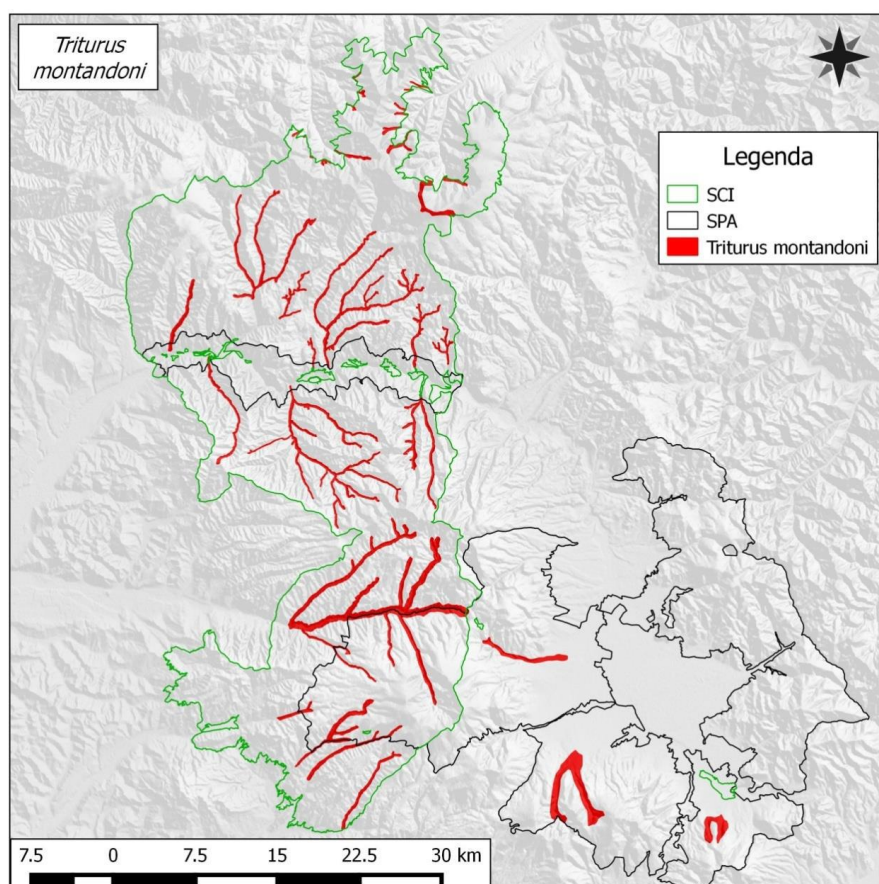 Triturus
montandoni
Legenda
SCI
SPA
Triturus montandoni
7.5 0 7.5 15 22.5 30 km